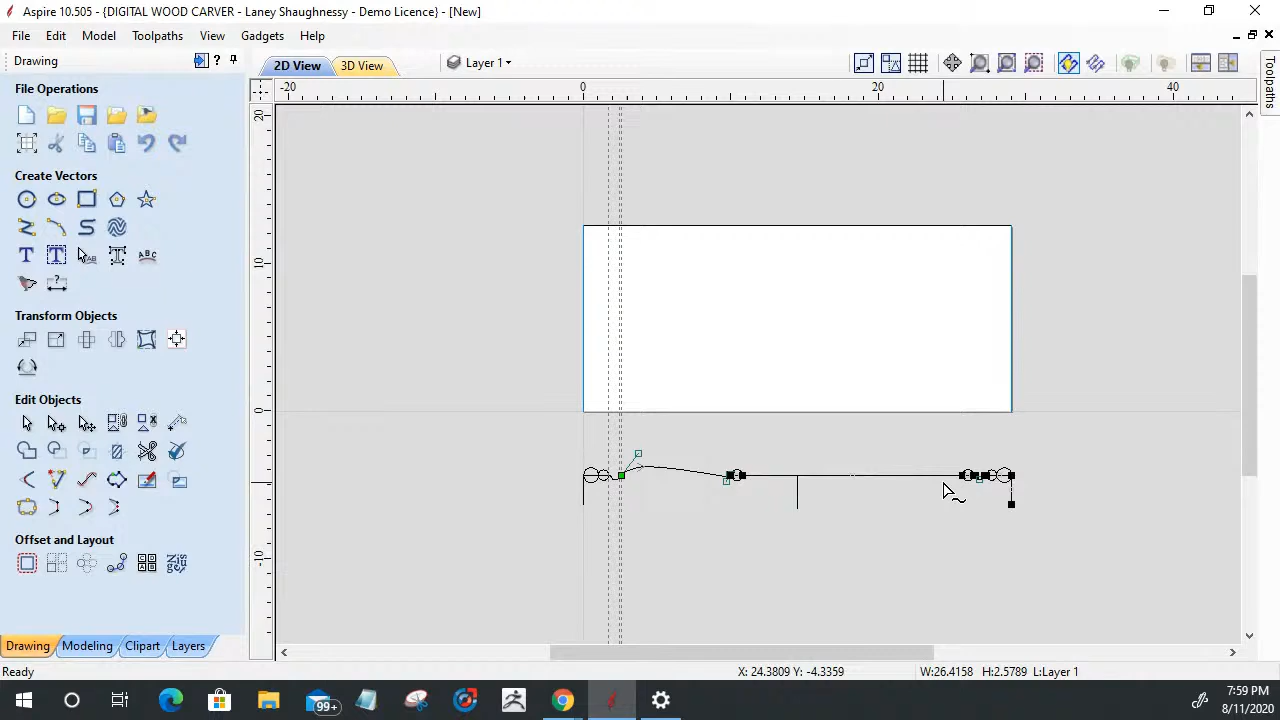 Aspire 10.505 - {DIGITAL WOOD CARVER - Laney Shaughnessy - Demo Licence} - [New]
File Edit Model Toolpaths View Gadgets Help
Drawing
2D View 3D View Layer 1
File Operations
-20 0 20 40
20
Create Vectors
10
Transform Objects
Edit Objects
0
Offset and Layout
-10
Drawing Modeling Clipart Layers
Toolpaths
Ready X: 24.3809 Y: -4.3359 W:26.4158 H:2.5789 L:Layer 1
99+
7:59 PM
8/11/2020